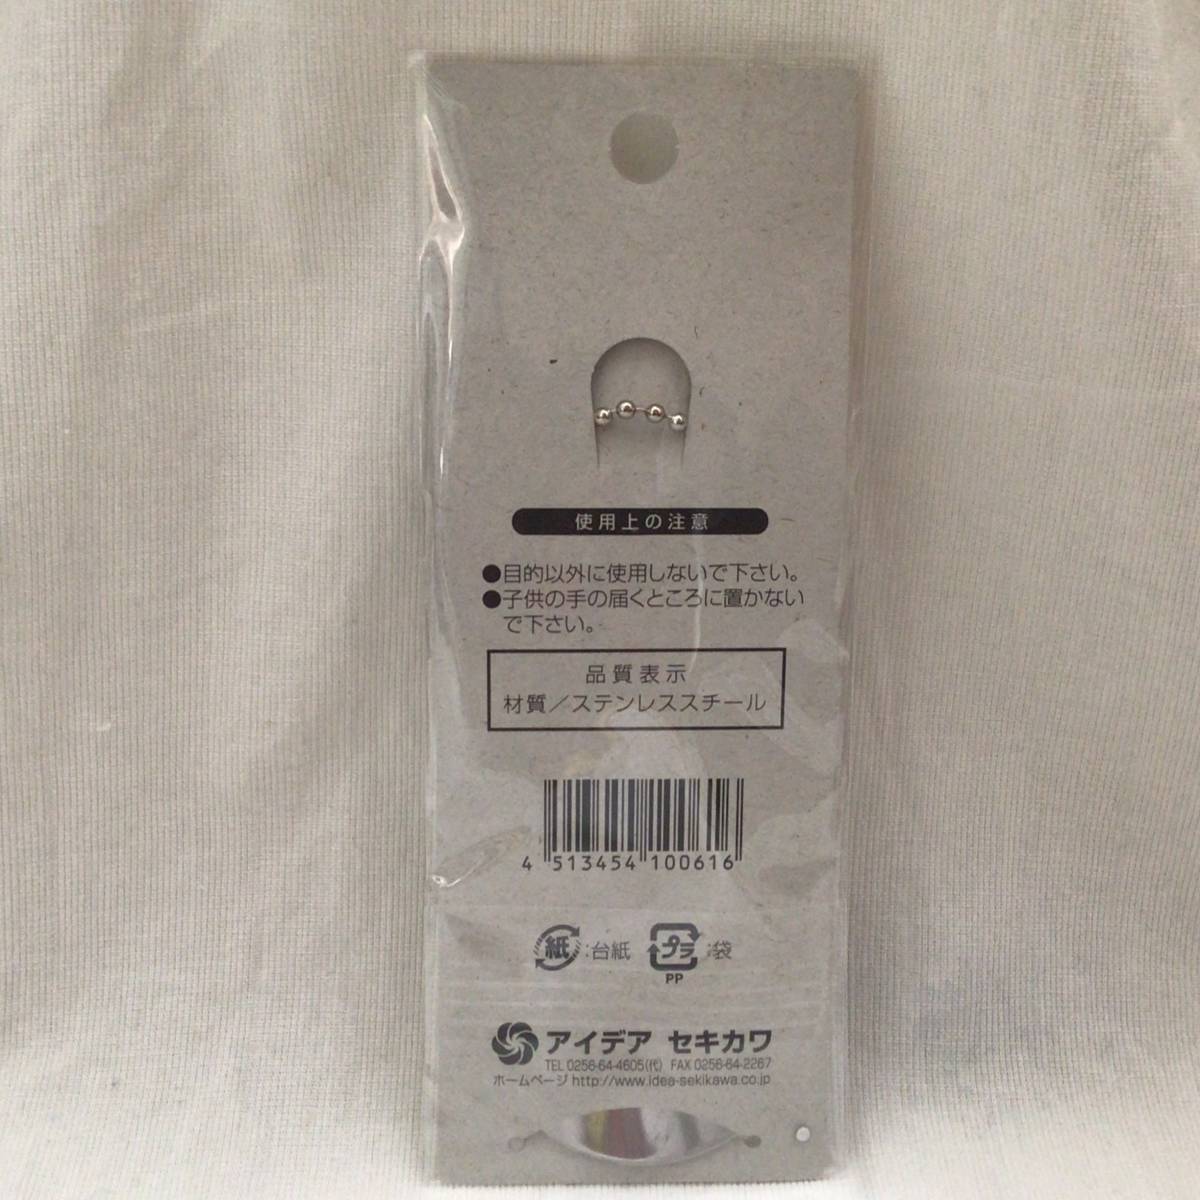 使用上の注意
●目的以外に使用しないで下さい。
●子供の手の届くところに置かない
で下さい。
品質表示
材質／ステンレススチール
4 513454 100616
紙 :台紙 プラ :袋
PP
アイデア セキカワ
TEL 0256-64-4605(代) FAX 0256-64-2267
ホームページ http://www.idea-sekikawa.co.jp